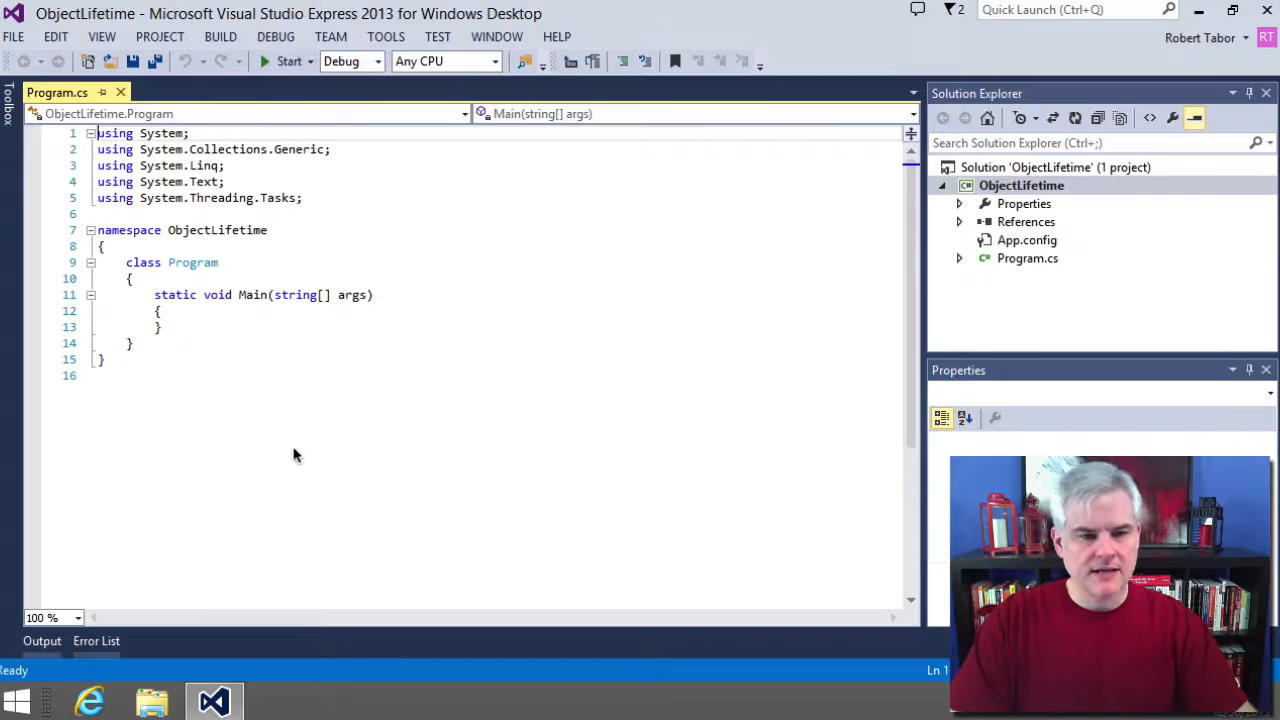 ObjectLifetime - Microsoft Visual Studio Express 2013 for Windows Desktop
2
Quick Launch (Ctrl+Q)
FILE EDIT VIEW PROJECT BUILD DEBUG TEAM TOOLS TEST WINDOW HELP
Robert Tabor RT
Start Debug Any CPU
Toolbox
Program.cs
ObjectLifetime.Program
Main(string[] args)
1 using System;
2 using System.Collections.Generic;
3 using System.Linq;
4 using System.Text;
5 using System.Threading.Tasks;
6
7 namespace ObjectLifetime
8 {
9 class Program
10 {
11 static void Main(string[] args)
12 {
13 }
14 }
15 }
16
100 %
Output Error List
Solution Explorer
Search Solution Explorer (Ctrl+;)
Solution 'ObjectLifetime' (1 project)
C# ObjectLifetime
Properties
References
App.config
C# Program.cs
Properties
Ready
Ln 1